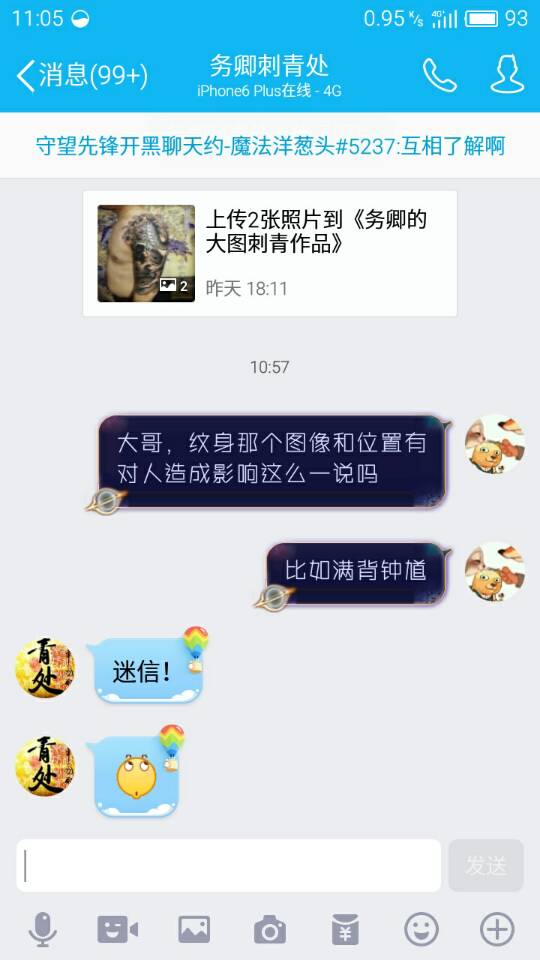 11:05
0.95 K/s 4G 93
消息(99+)
务卿刺青处
iPhone6 Plus在线 - 4G
守望先锋开黑聊天约-魔法洋葱头#5237:互相了解啊
上传2张照片到《务卿的
大图刺青作品》
2
昨天 18:11
10:57
大哥，纹身那个图像和位置有
对人造成影响这么一说吗
比如满背钟馗
青处
迷信！
青处
发送
¥